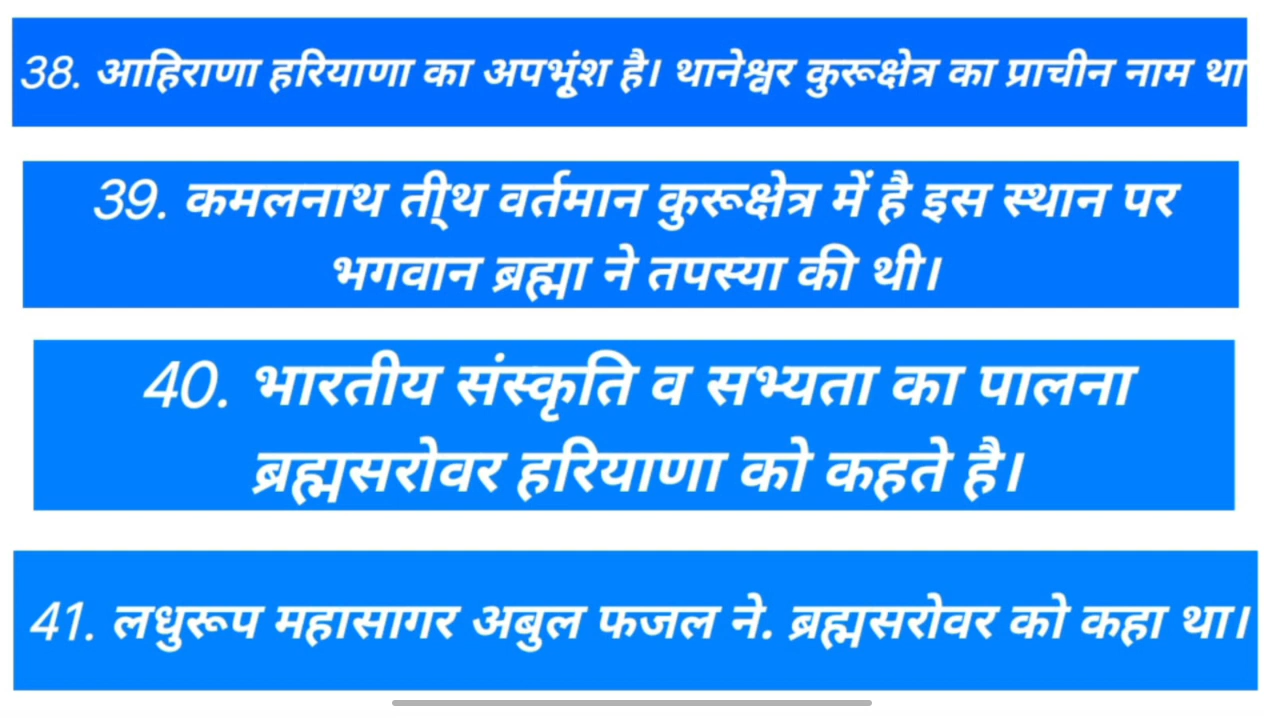 38. आहिराणा हरियाणा का अपभ्रूंश है। थानेश्वर कुरूक्षेत्र का प्राचीन नाम था
39. कमलनाथ ती्थ वर्तमान कुरूक्षेत्र में है इस स्थान पर
भगवान ब्रह्मा ने तपस्या की थी।
40. भारतीय संस्कृति व सभ्यता का पालना
ब्रह्मसरोवर हरियाणा को कहते है।
41. लधुरूप महासागर अबुल फजल ने. ब्रह्मसरोवर को कहा था।